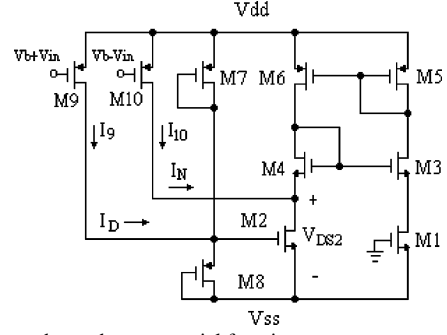 Vdd
Vb+Vin
Vb-Vin
M9
M10
M7
M6
M5
I9
I10
IN
M4
M3
ID
M2
+
VDS2
-
M1
M8
Vss